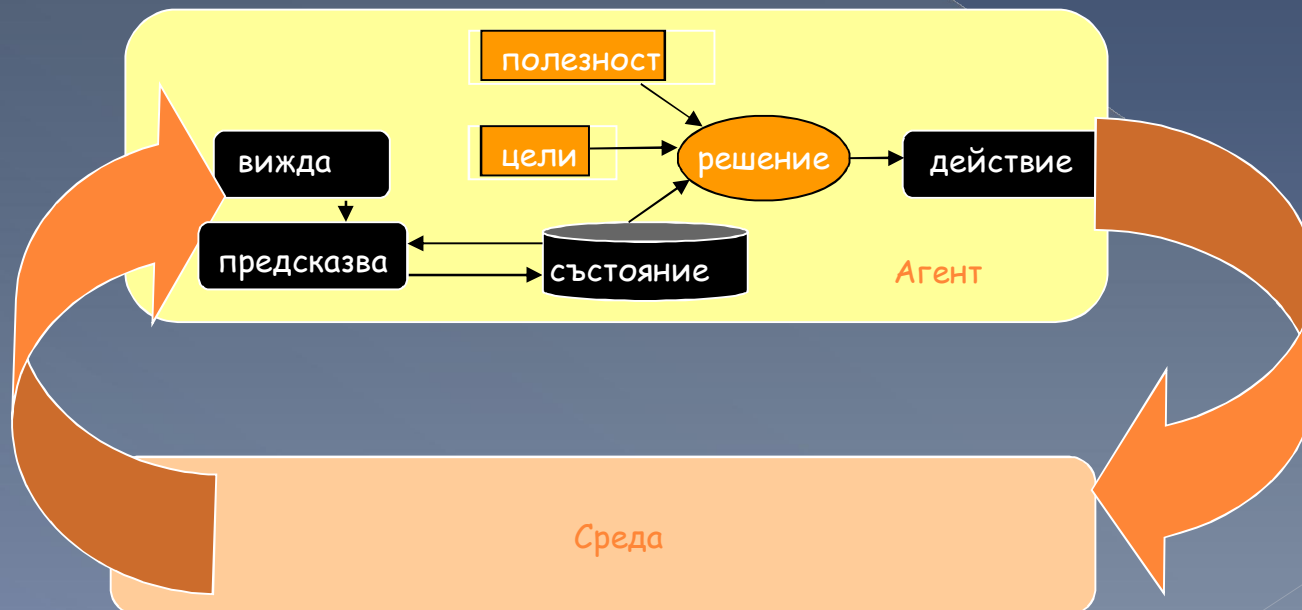 полезност
цели
вижда
решение
действие
предсказва
състояние
Агент
Среда